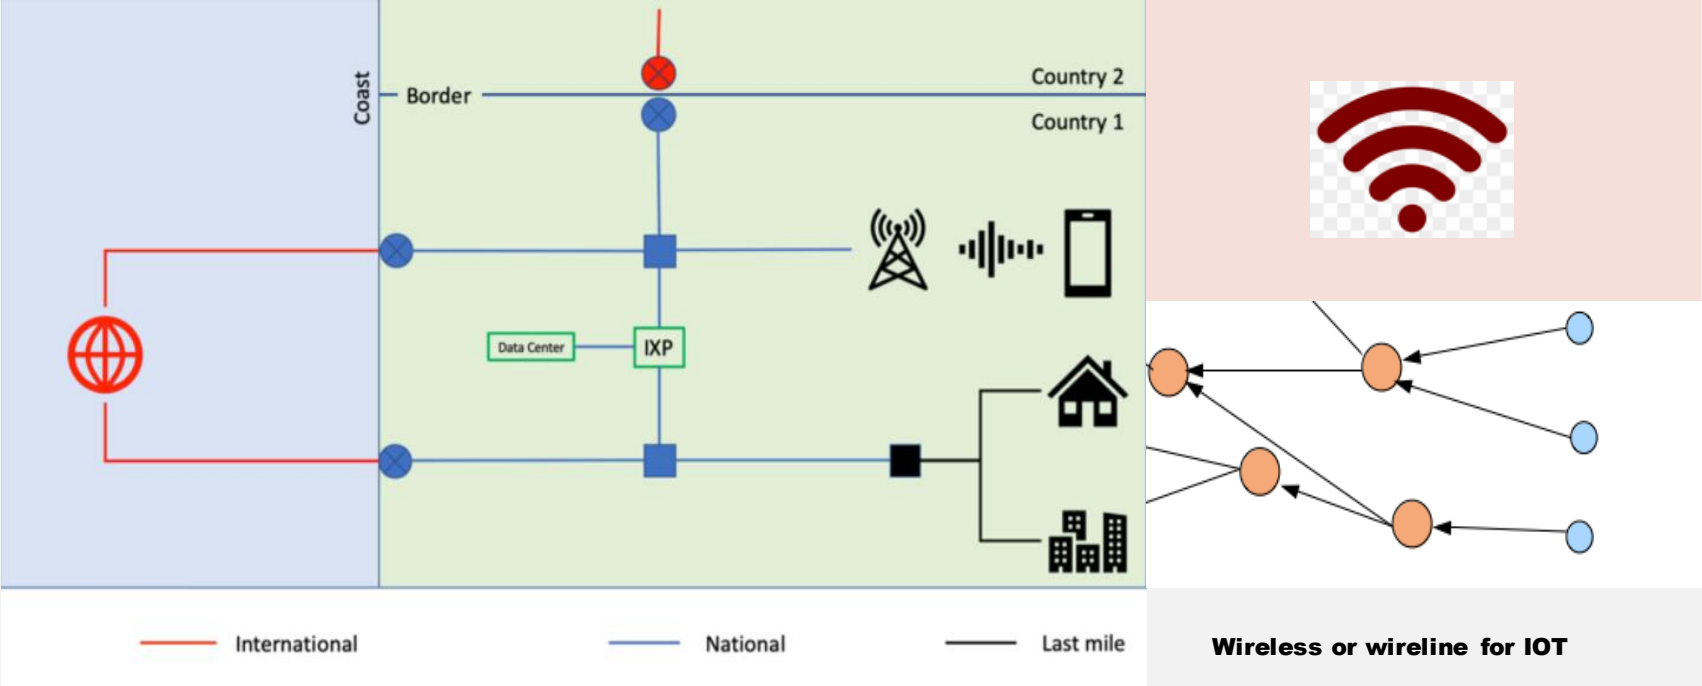 Coast
Border
Country 2
Country 1
Data Center
IXP
International
National
Last mile
Wireless or wireline for IOT